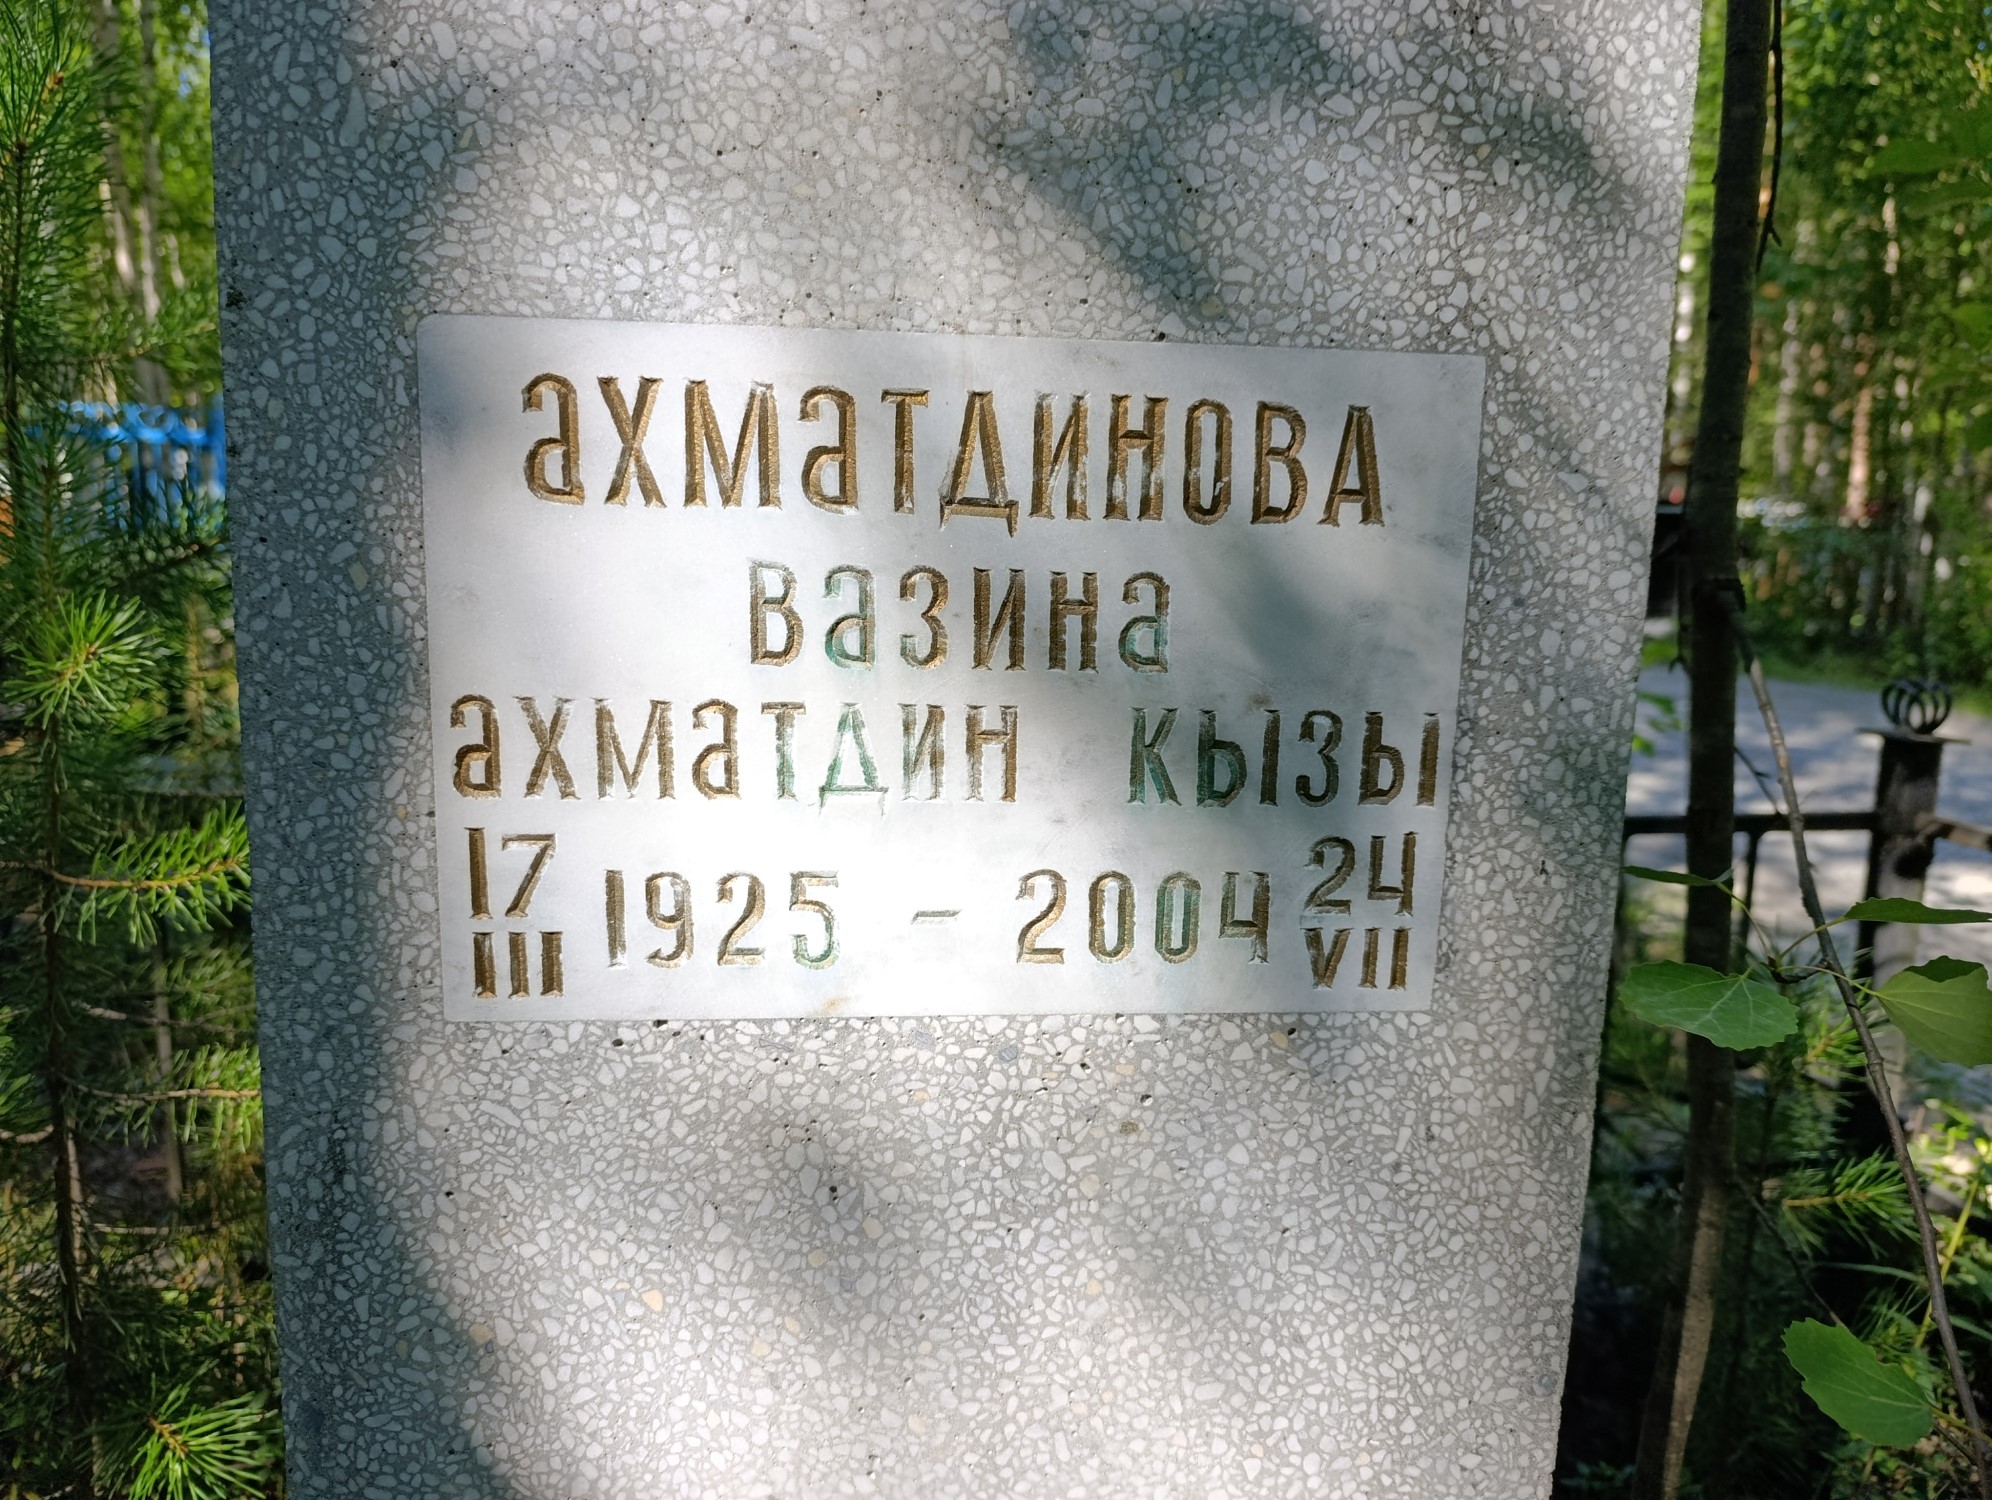 ахматдинова
вазина
ахматдин кызы
17 III 1925 - 2004 24 VII